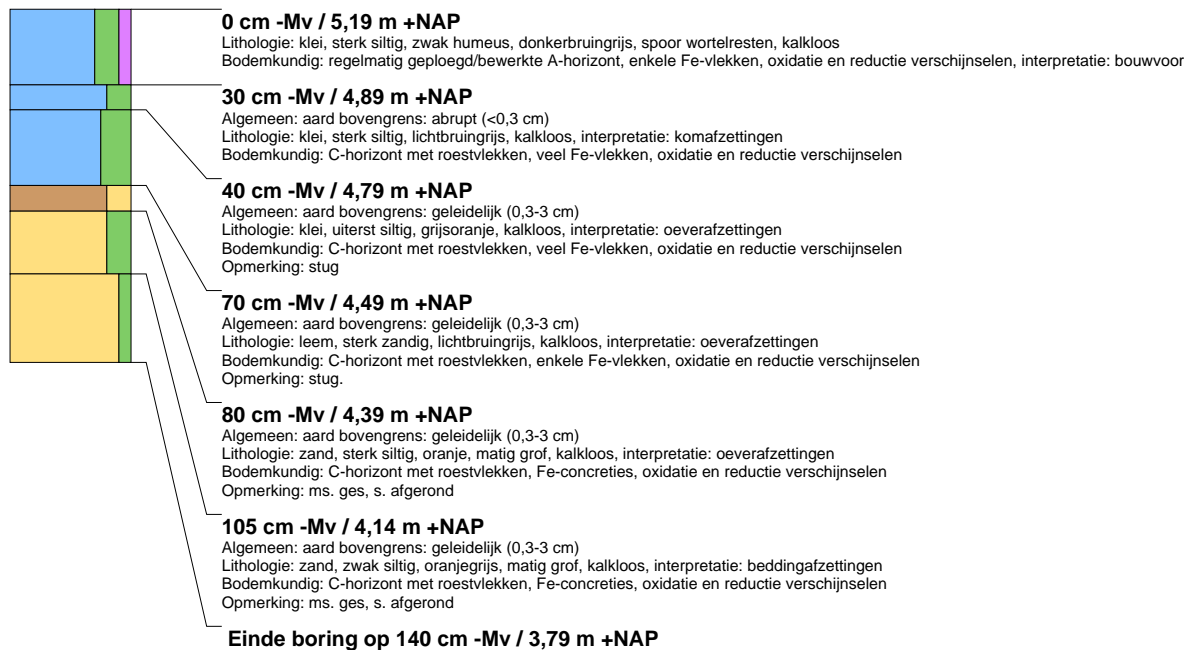 0 cm -Mv / 5,19 m +NAP
Lithologie: klei, sterk siltig, zwak humeus, donkerbruingrijs, spoor wortelresten, kalkloos
Bodemkundig: regelmatig geploegd/bewerkte A-horizont, enkele Fe-vlekken, oxidatie en reductie verschijnselen, interpretatie: bouwvoor
30 cm -Mv / 4,89 m +NAP
Algemeen: aard bovengrens: abrupt (<0,3 cm)
Lithologie: klei, sterk siltig, lichtbruingrijs, kalkloos, interpretatie: komafzettingen
Bodemkundig: C-horizont met roestvlekken, veel Fe-vlekken, oxidatie en reductie verschijnselen
40 cm -Mv / 4,79 m +NAP
Algemeen: aard bovengrens: geleidelijk (0,3-3 cm)
Lithologie: klei, uiterst siltig, grijsoranje, kalkloos, interpretatie: oeverafzettingen
Bodemkundig: C-horizont met roestvlekken, veel Fe-vlekken, oxidatie en reductie verschijnselen
Opmerking: stug
70 cm -Mv / 4,49 m +NAP
Algemeen: aard bovengrens: geleidelijk (0,3-3 cm)
Lithologie: leem, sterk zandig, lichtbruingrijs, kalkloos, interpretatie: oeverafzettingen
Bodemkundig: C-horizont met roestvlekken, enkele Fe-vlekken, oxidatie en reductie verschijnselen
Opmerking: stug.
80 cm -Mv / 4,39 m +NAP
Algemeen: aard bovengrens: geleidelijk (0,3-3 cm)
Lithologie: zand, sterk siltig, oranje, matig grof, kalkloos, interpretatie: oeverafzettingen
Bodemkundig: C-horizont met roestvlekken, Fe-concreties, oxidatie en reductie verschijnselen
Opmerking: ms. ges, s. afgerond
105 cm -Mv / 4,14 m +NAP
Algemeen: aard bovengrens: geleidelijk (0,3-3 cm)
Lithologie: zand, zwak siltig, oranjegrijs, matig grof, kalkloos, interpretatie: beddingafzettingen
Bodemkundig: C-horizont met roestvlekken, Fe-concreties, oxidatie en reductie verschijnselen
Opmerking: ms. ges, s. afgerond
Einde boring op 140 cm -Mv / 3,79 m +NAP